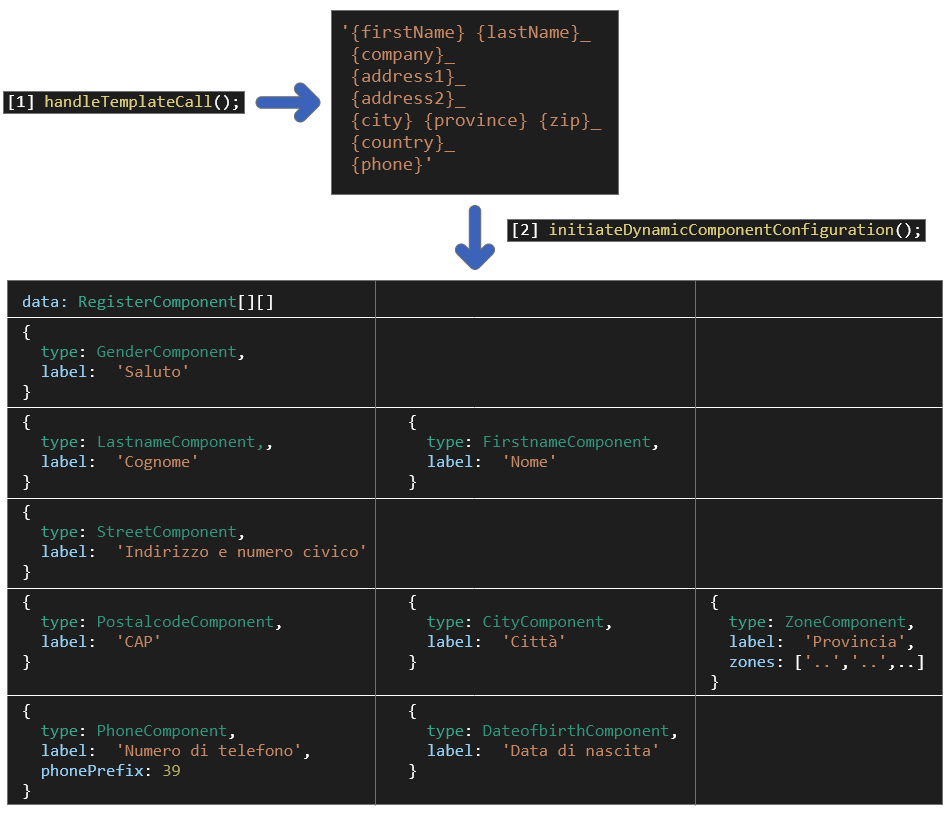 [1] handleTemplateCall();
'{firstName} {lastName}_
{company}_
{address1}_
{address2}_
{city} {province} {zip}_
{country}_
{phone}'
[2] initiateDynamicComponentConfiguration();
data: RegisterComponent[][]
{
type: GenderComponent,
label: 'Saluto'
}
{
type: LastnameComponent,,
label: 'Cognome'
}
{
type: FirstnameComponent,
label: 'Nome'
}
{
type: StreetComponent,
label: 'Indirizzo e numero civico'
}
{
type: PostalcodeComponent,
label: 'CAP'
}
{
type: CityComponent,
label: 'Città'
}
{
type: ZoneComponent,
label: 'Provincia',
zones: ['..','..',..]
}
{
type: PhoneComponent,
label: 'Numero di telefono',
phonePrefix: 39
}
{
type: DateofbirthComponent,
label: 'Data di nascita'
}